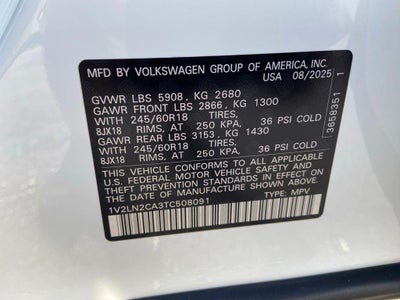 MFD BY VOLKSWAGEN GROUP OF AMERICA, INC.
USA 08/2025
GVWR LBS 5908, KG 2680
GAWR FRONT LBS 2866, KG 1300
WITH 245/60R18 TIRES,
8JX18 RIMS, AT 250 KPA. 36 PSI COLD
GAWR REAR LBS 3153, KG 1430
WITH 245/60R18 TIRES,
8JX18 RIMS, AT 250 KPA. 36 PSI COLD
THIS VEHICLE CONFORMS TO ALL APPLICABLE
U.S. FEDERAL MOTOR VEHICLE SAFETY AND
THEFT PREVENTION STANDARDS IN EFFECT ON
THE DATE OF MANUFACTURE SHOWN ABOVE.
1V2LN2CA3TC508091 TYPE: MPV
3658351 1